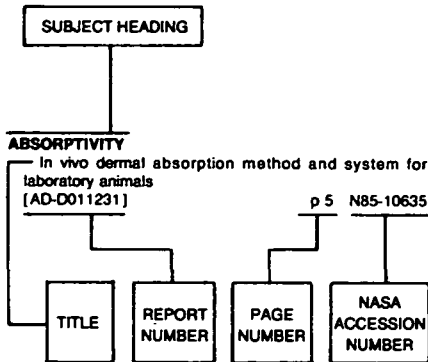 SUBJECT HEADING
ABSORPTIVITY
In vivo dermal absorption method and system for
laboratory animals
[AD-D011231] p 5 N85-10635
TITLE
REPORT
NUMBER
PAGE
NUMBER
NASA
ACCESSION
NUMBER